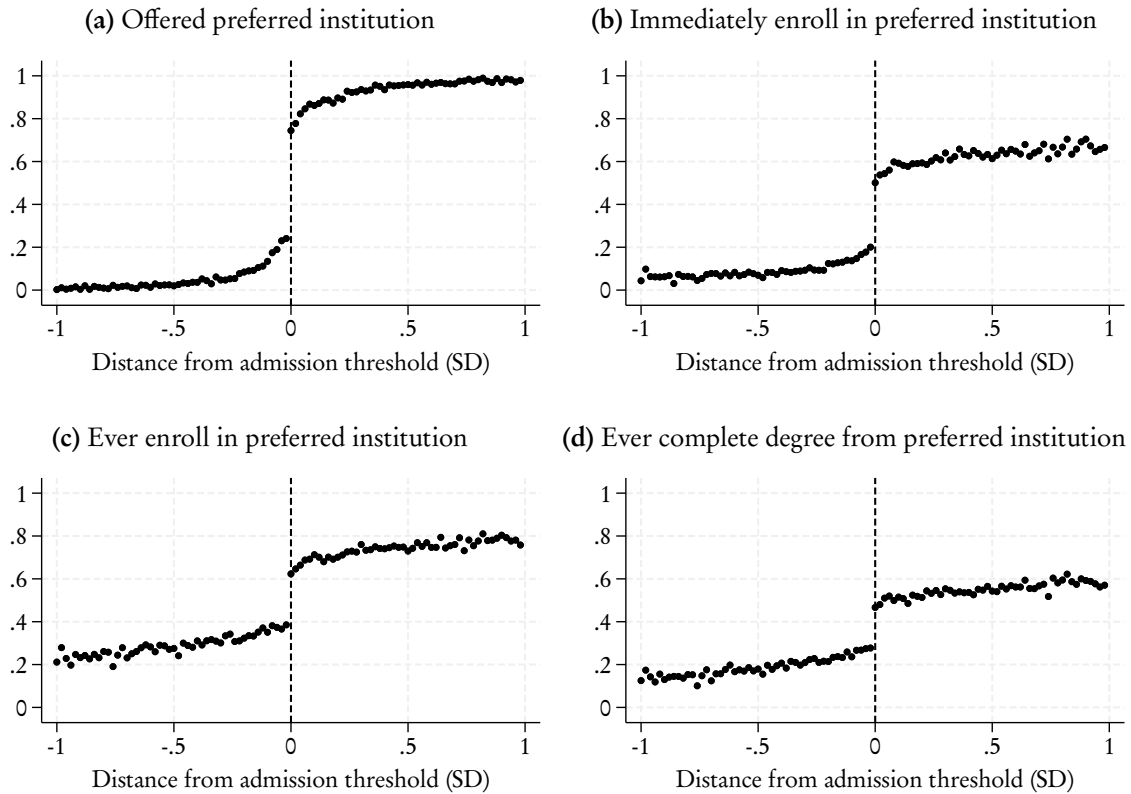 (a) Offered preferred institution
1
.8
.6
.4
.2
0
-1 -.5 0 .5 1
Distance from admission threshold (SD)
(b) Immediately enroll in preferred institution
1
.8
.6
.4
.2
0
-1 -.5 0 .5 1
Distance from admission threshold (SD)
(c) Ever enroll in preferred institution
1
.8
.6
.4
.2
0
-1 -.5 0 .5 1
Distance from admission threshold (SD)
(d) Ever complete degree from preferred institution
1
.8
.6
.4
.2
0
-1 -.5 0 .5 1
Distance from admission threshold (SD)